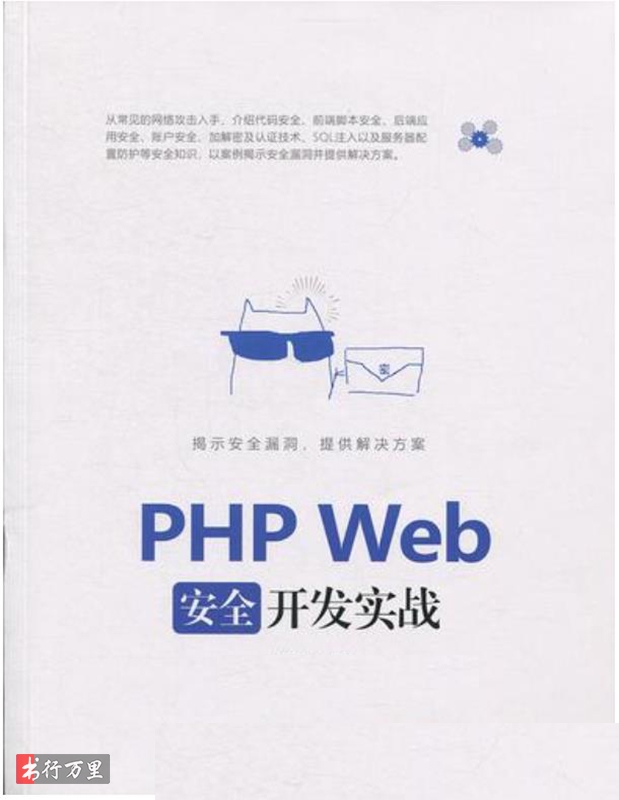 从常见的网络攻击入手，介绍代码安全、前端脚本安全、后端应
用安全、账户安全、加解密及认证技术、SQL注入以及服务器配
置防护等安全知识，以案例揭示安全漏洞并提供解决方案。
密
揭示安全漏洞，提供解决方案
PHP Web
安全开发实战
书行万里